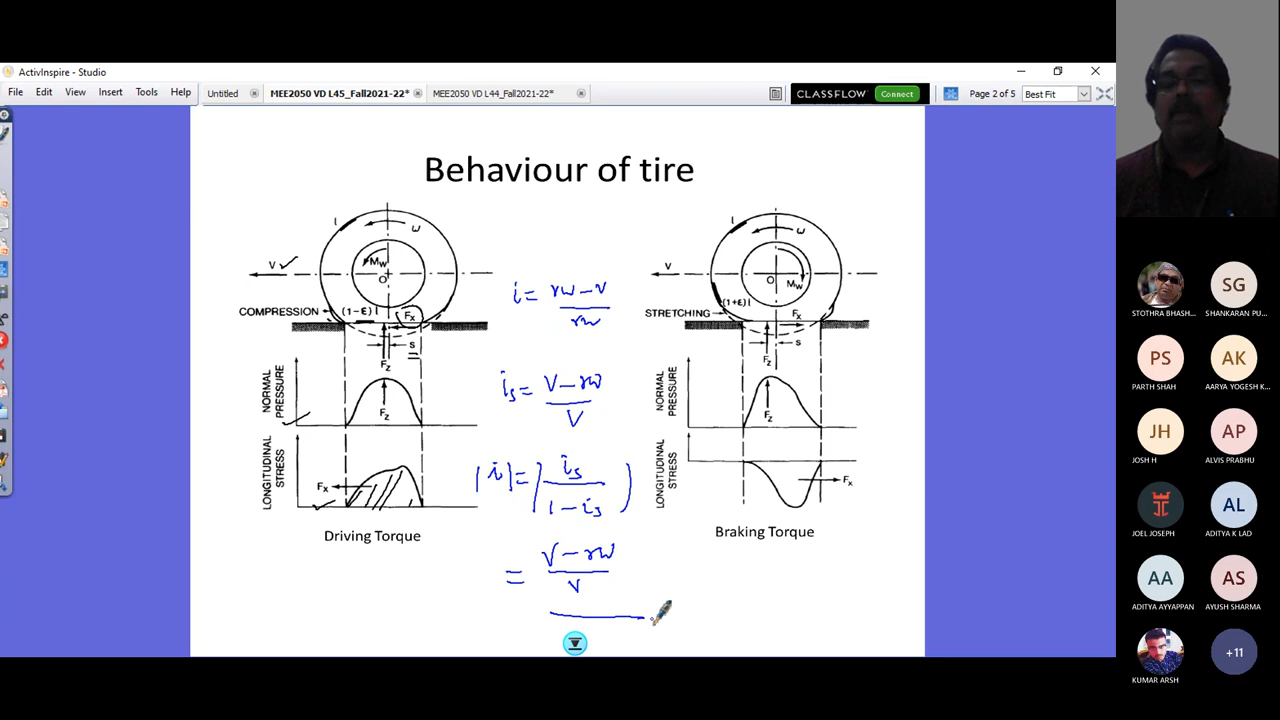 ActivInspire - Studio
File Edit View Insert Tools Help
Untitled
MEE2050 VD L45_Fall2021-22*
MEE2050 VD L44_Fall2021-22*
CLASSFLOW Connect
Page 2 of 5
Best Fit
Behaviour of tire
l
ω
V
Mw
O
COMPRESSION
(1-ε) l
Fx
S
Fz
NORMAL PRESSURE
Fz
LONGITUDINAL STRESS
Fx
Driving Torque
i = rω - v / rω
is = V - rω / V
|i| = | is / 1 - is |
= V - rω / V
l
ω
V
O
Mw
(1+ε) l
STRETCHING
Fx
S
Fz
NORMAL PRESSURE
Fz
LONGITUDINAL STRESS
Fx
Braking Torque
SG
STOTHRA BHASH... SHANKARAN PU...
PS AK
PARTH SHAH AARYA YOGESH K...
JH AP
JOSH H ALVIS PRABHU
AL
JOEL JOSEPH ADITYA K LAD
AA AS
ADITYA AYYAPPAN AYUSH SHARMA
+11
KUMAR ARSH